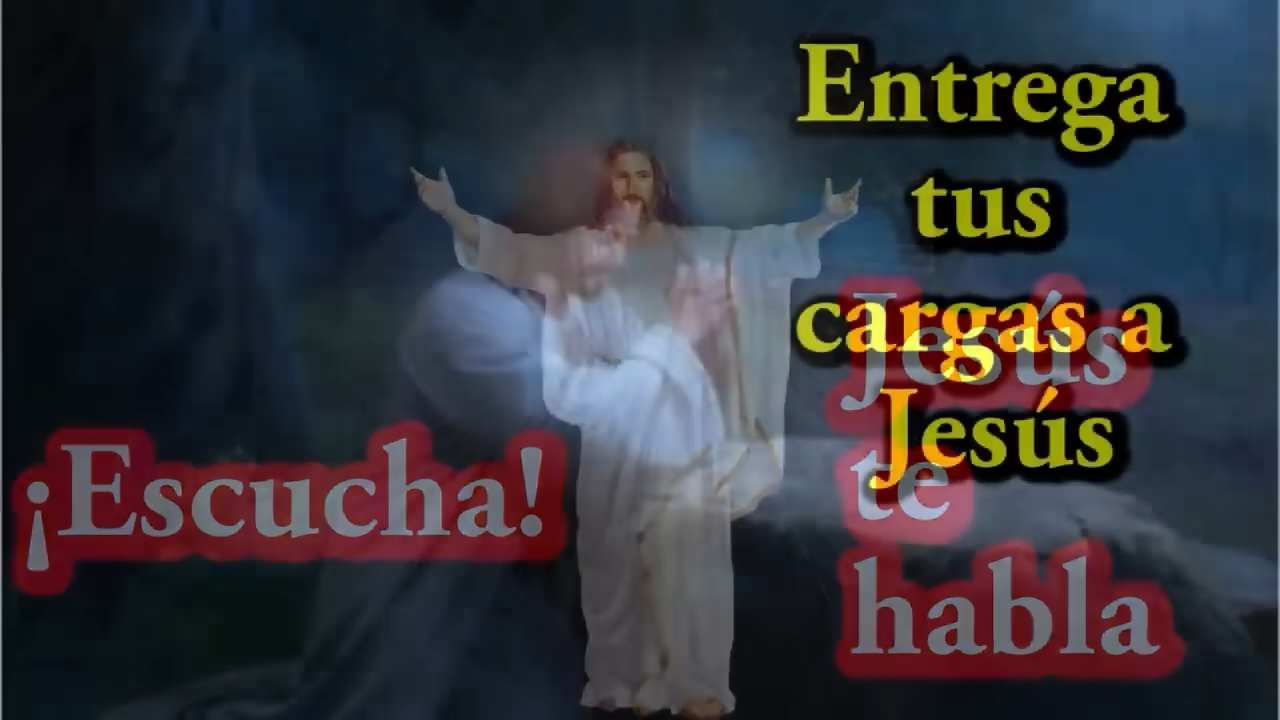 Entrega
tus
cargas a
Jesús
¡Escucha!
Jesús
te
habla